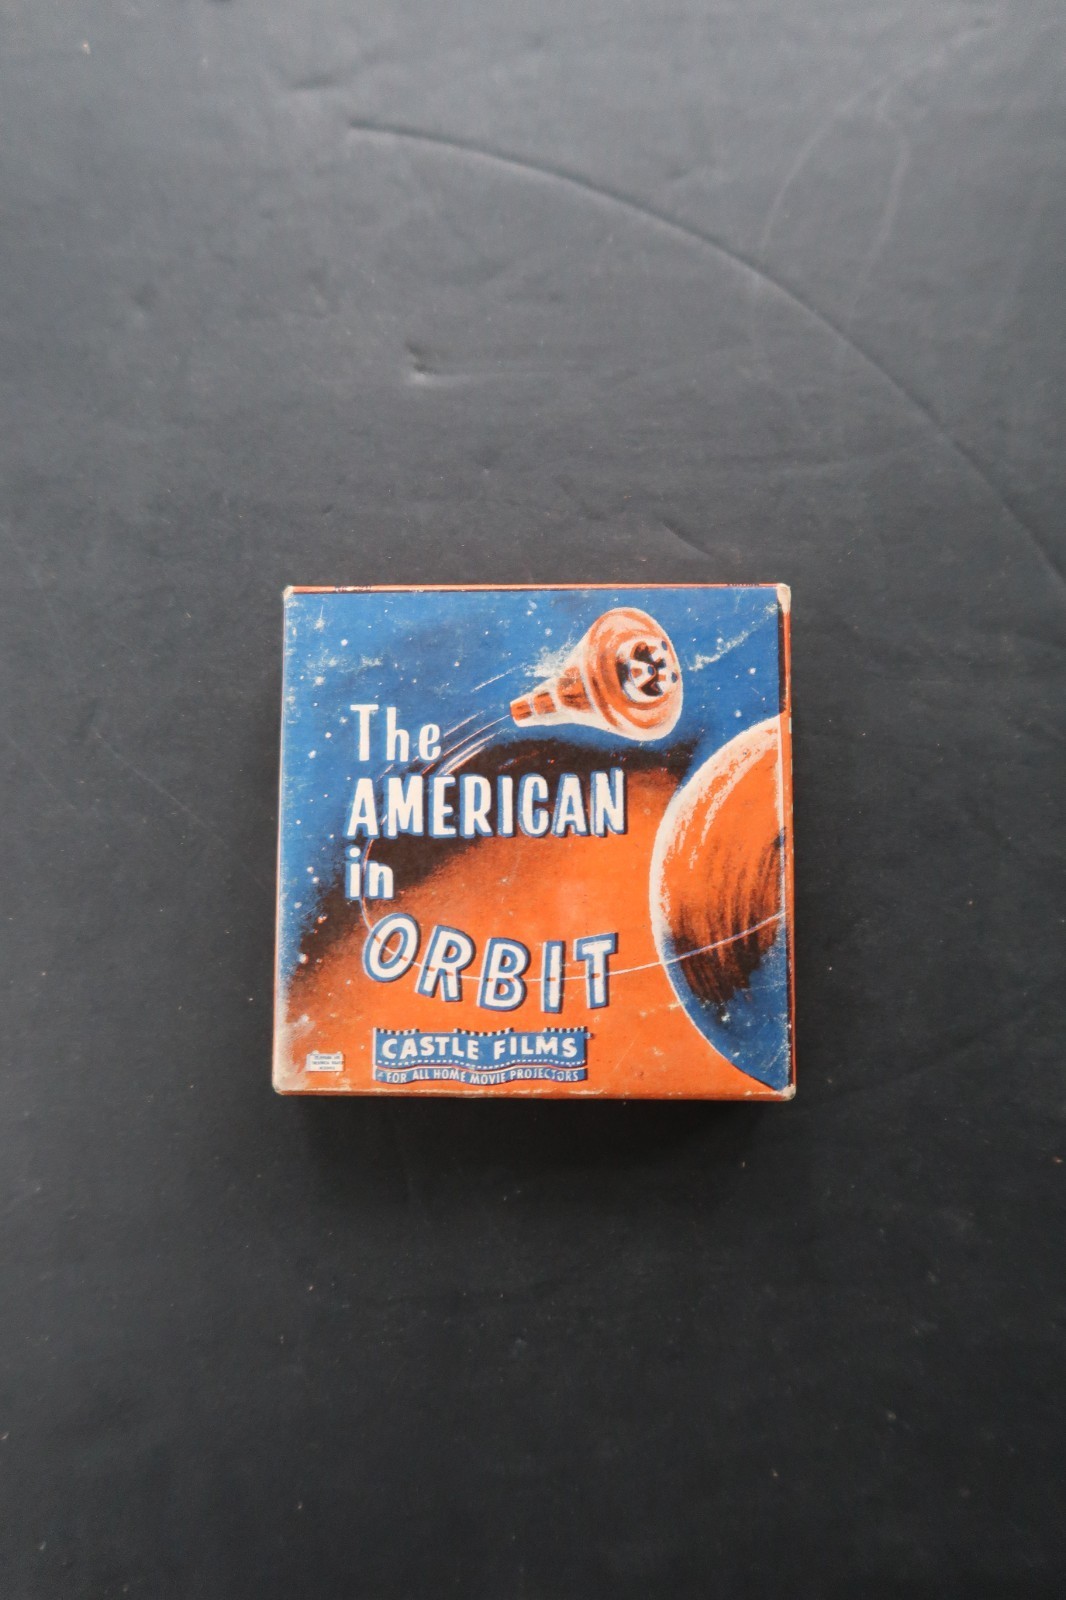 The
AMERICAN
in
ORBIT
CASTLE FILMS
FOR ALL HOME MOVIE PROJECTORS